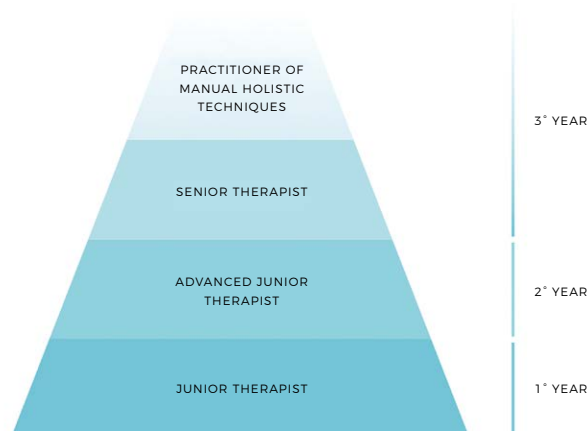 PRACTITIONER OF
MANUAL HOLISTIC
TECHNIQUES
3° YEAR
SENIOR THERAPIST
ADVANCED JUNIOR
THERAPIST
2° YEAR
JUNIOR THERAPIST
1° YEAR